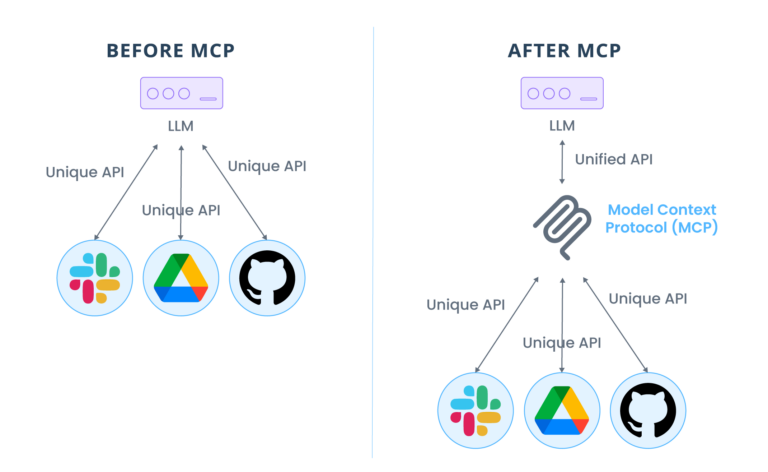 BEFORE MCP
LLM
Unique API
Unique API
Unique API
AFTER MCP
LLM
Unified API
Model Context
Protocol (MCP)
Unique API
Unique API
Unique API